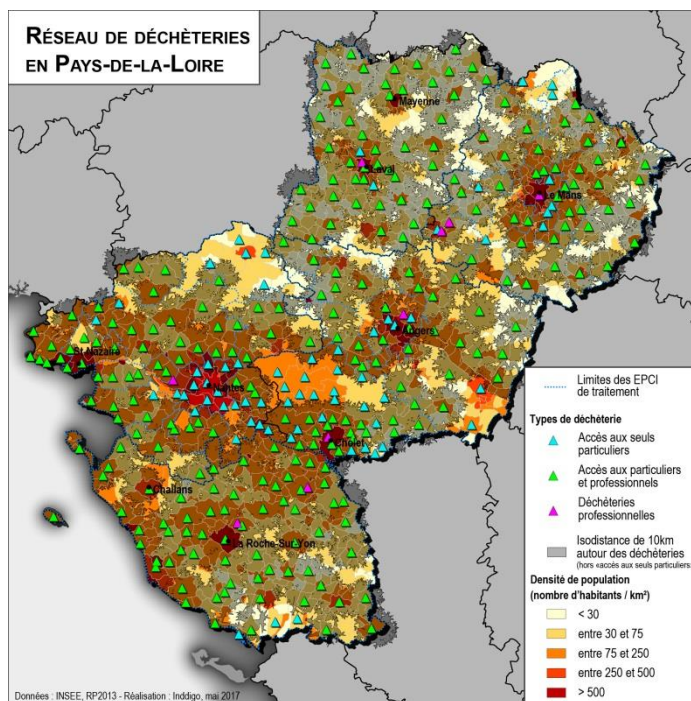 RÉSEAU DE DÉCHÈTERIES
EN PAYS-DE-LA-LOIRE
Mayenne
Laval
Le Mans
Angers
St Nazaire
Nantes
Cholet
Challans
La Roche-Sur-Yon
Limites des EPCI
de traitement
Types de déchéterie
Accès aux seuls
particuliers
Accès aux particuliers
et professionnels
Déchèteries
professionnelles
Isodistance de 10km
autour des déchèteries
(hors «accès aux seuls particuliers
Densité de population
(nombre d'habitants / km²)
< 30
entre 30 et 75
entre 75 et 250
entre 250 et 500
> 500
Données : INSEE, RP2013 - Réalisation : Inddigo, mai 2017